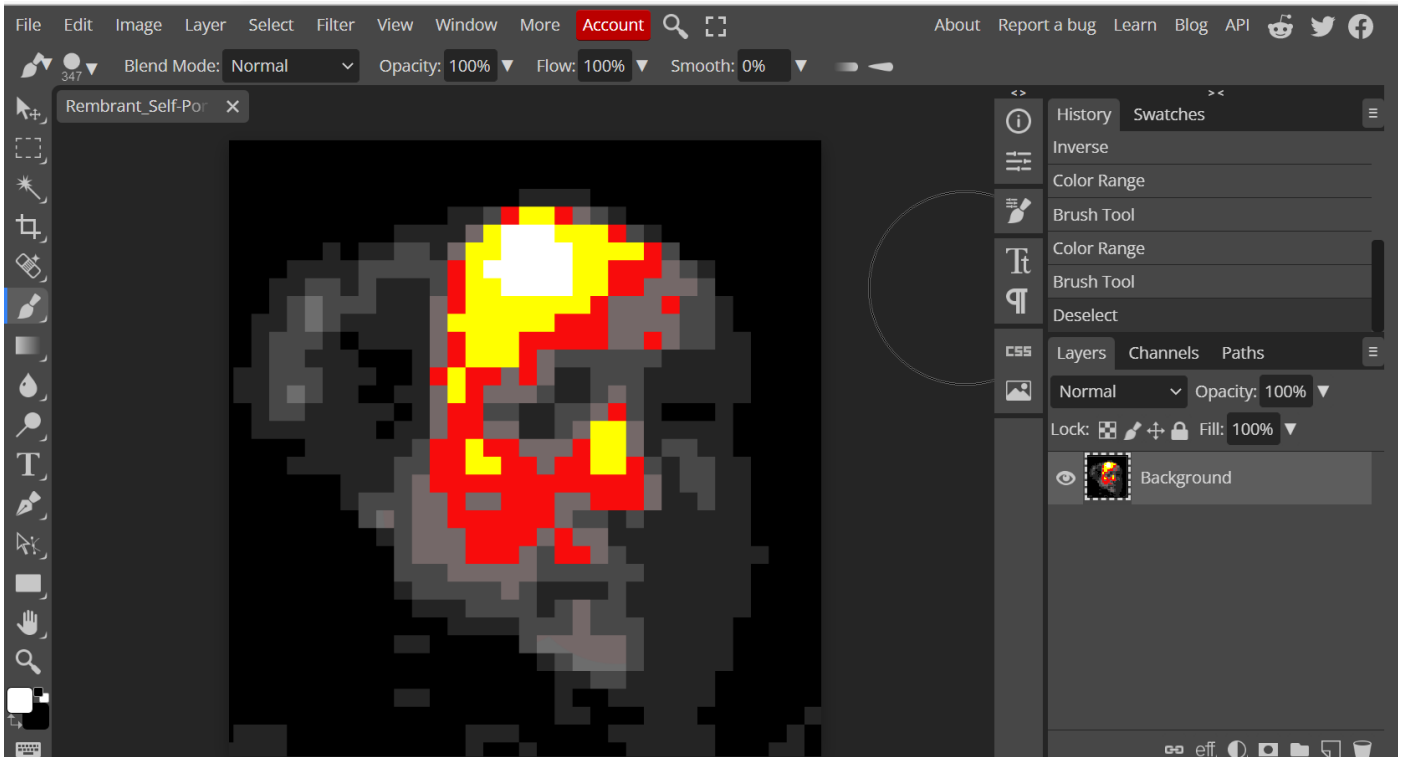 File Edit Image Layer Select Filter View Window More Account About Report a bug Learn Blog API
347 Blend Mode: Normal Opacity: 100% Flow: 100% Smooth: 0%
Rembrant_Self-Por
< > > <
History Swatches
Inverse
Color Range
Brush Tool
Color Range
Brush Tool
Deselect
CSS
Layers Channels Paths
Normal Opacity: 100%
Lock: Fill: 100%
Background
eff